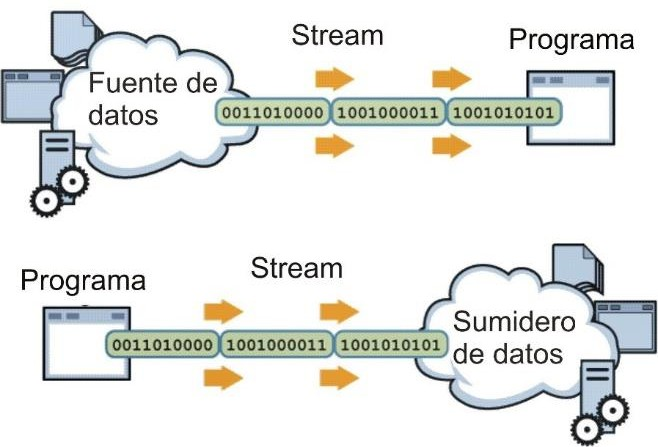 Stream
Programa
Fuente de
datos
0011010000 1001000011 1001010101
Programa
Stream
Sumidero
de datos
0011010000 1001000011 1001010101